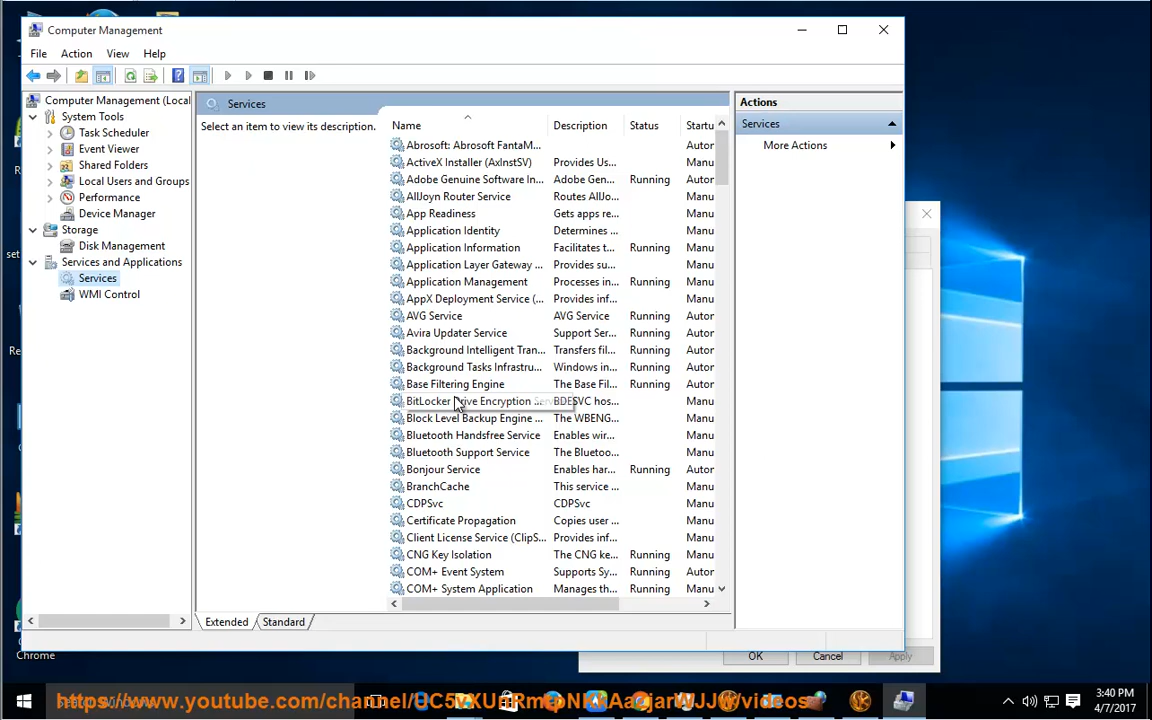 Computer Management
File Action View Help
Computer Management (Local
System Tools
Task Scheduler
Event Viewer
Shared Folders
Local Users and Groups
Performance
Device Manager
Storage
Disk Management
Services and Applications
Services
WMI Control
Services
Select an item to view its description.
Name Description Status Startu
Abrosoft: Abrosoft FantaM... Autor
ActiveX Installer (AxInstSV) Provides Us... Manu
Adobe Genuine Software In... Adobe Gen... Running Autor
AllJoyn Router Service Routes AllJo... Manu
App Readiness Gets apps re... Manu
Application Identity Determines ... Manu
Application Information Facilitates t... Running Manu
Application Layer Gateway ... Provides su... Manu
Application Management Processes in... Running Manu
AppX Deployment Service (... Provides inf... Manu
AVG Service AVG Service Running Autor
Avira Updater Service Support Ser... Running Autor
Background Intelligent Tran... Transfers fil... Running Autor
Background Tasks Infrastru... Windows in... Running Autor
Base Filtering Engine The Base Fil... Running Autor
BitLocker Drive Encryption ... BDESVC hos... Manu
Block Level Backup Engine ... The WBENG... Manu
Bluetooth Handsfree Service Enables wir... Manu
Bluetooth Support Service The Bluetoo... Manu
Bonjour Service Enables har... Running Autor
BranchCache This service ... Manu
CDPSvc CDPSvc Manu
Certificate Propagation Copies user ... Manu
Client License Service (ClipS... Provides inf... Manu
CNG Key Isolation The CNG ke... Running Manu
COM+ Event System Supports Sy... Running Autor
COM+ System Application Manages th... Running Manu
Extended Standard
Actions
Services
More Actions
OK Cancel Apply
set
Re
Chrome
3:40 PM
4/7/2017